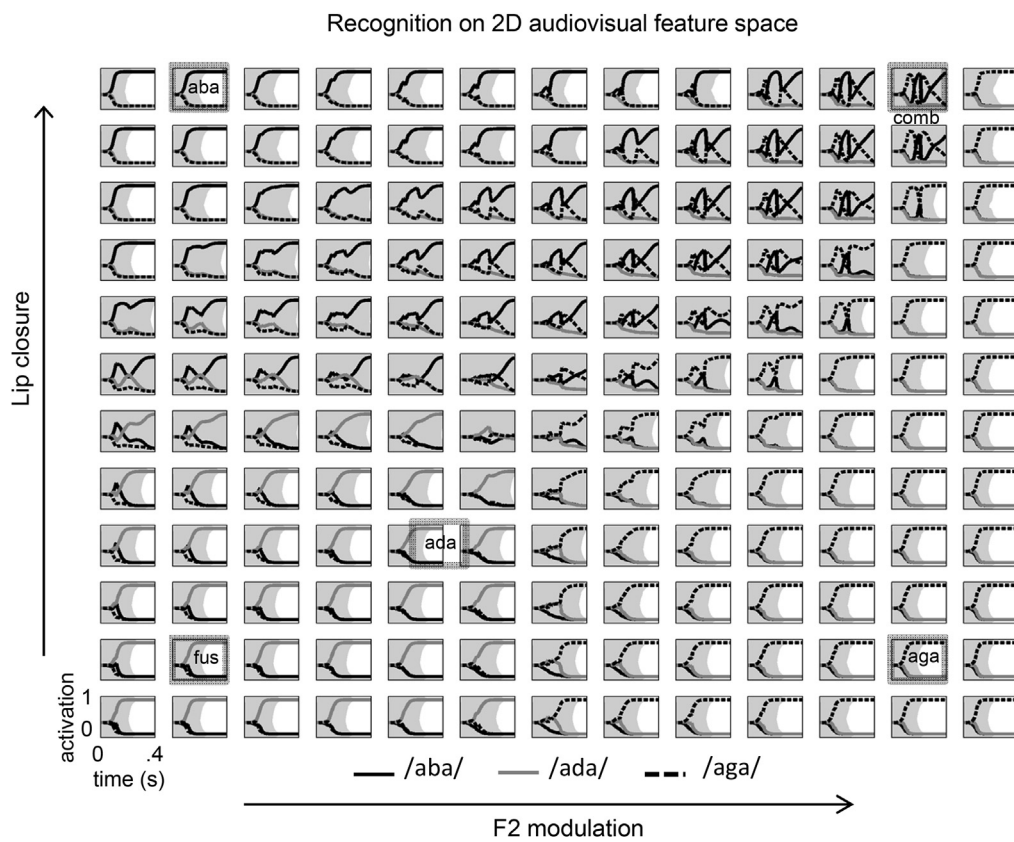 Recognition on 2D audiovisual feature space
aba
comb
Lip closure
ada
fus
aga
activation
1
0
0 .4
time (s)
/aba/ /ada/ /aga/
F2 modulation